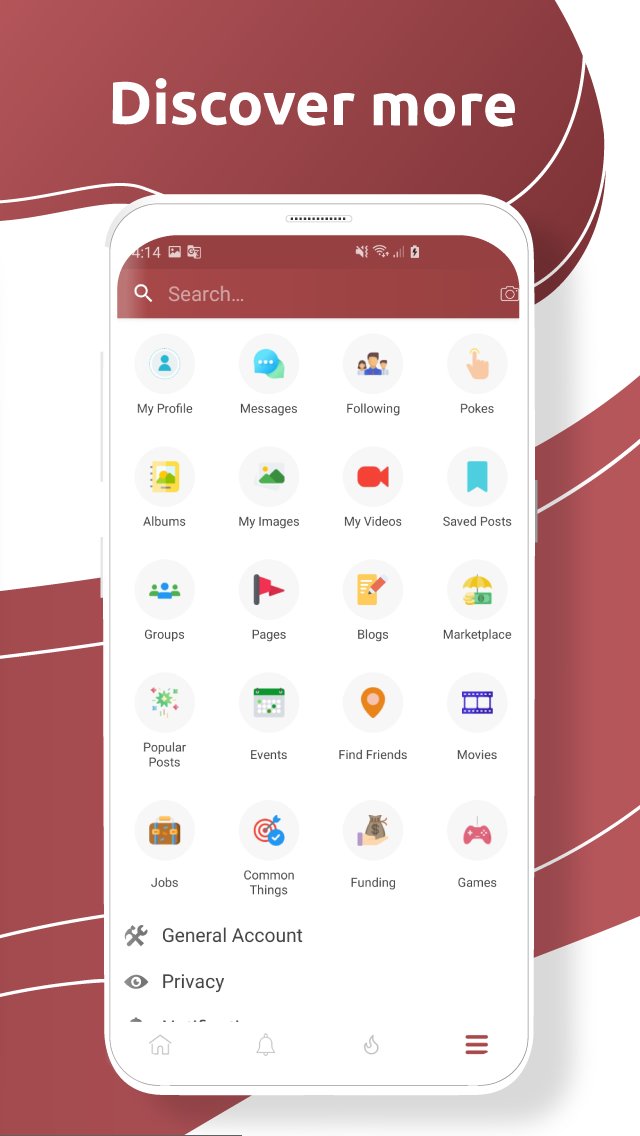 Discover more
4:14
Search...
My Profile Messages Following Pokes
Albums My Images My Videos Saved Posts
Groups Pages Blogs Marketplace
Popular Posts Events Find Friends Movies
Jobs Common Things Funding Games
General Account
Privacy